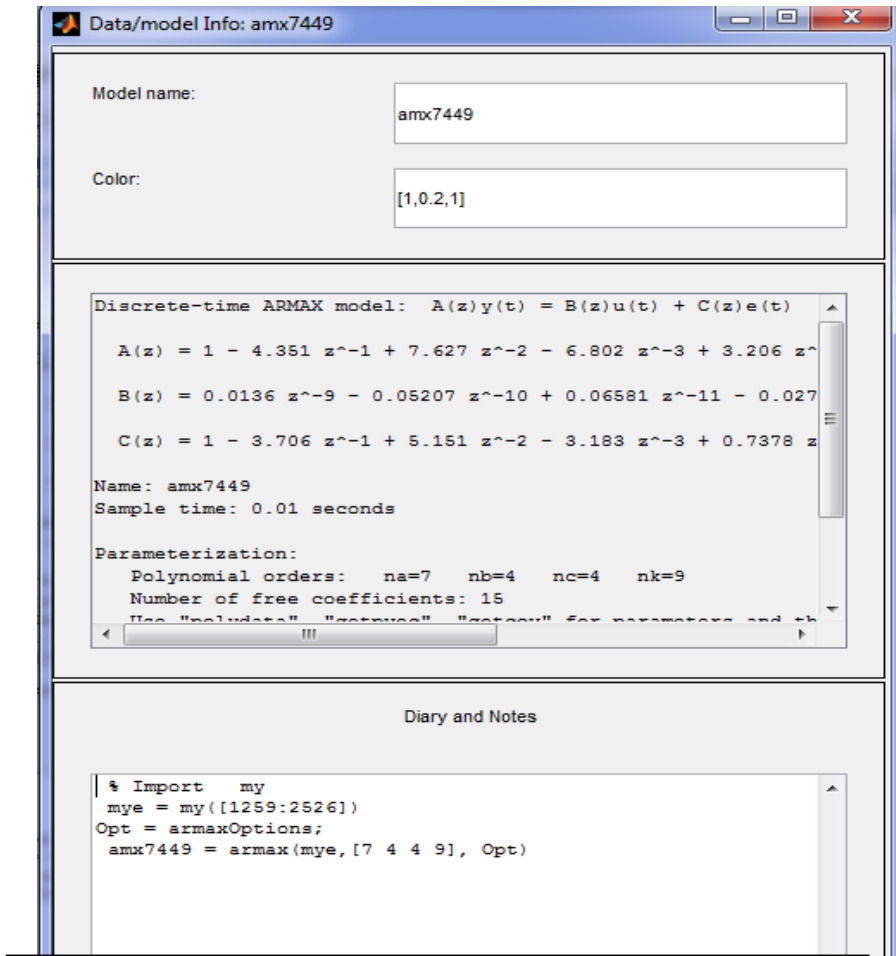 Data/model Info: amx7449
Model name:
amx7449
Color:
[1,0.2,1]
Discrete-time ARMAX model:  A(z)y(t) = B(z)u(t) + C(z)e(t)
A(z) = 1 - 4.351 z^-1 + 7.627 z^-2 - 6.802 z^-3 + 3.206 z^
B(z) = 0.0136 z^-9 - 0.05207 z^-10 + 0.06581 z^-11 - 0.027
C(z) = 1 - 3.706 z^-1 + 5.151 z^-2 - 3.183 z^-3 + 0.7378 z
Name: amx7449
Sample time: 0.01 seconds
Parameterization:
Polynomial orders:   na=7   nb=4   nc=4   nk=9
Number of free coefficients: 15
Diary and Notes
% Import   my
mye = my([1259:2526])
Opt = armaxOptions;
amx7449 = armax(mye,[7 4 4 9], Opt)